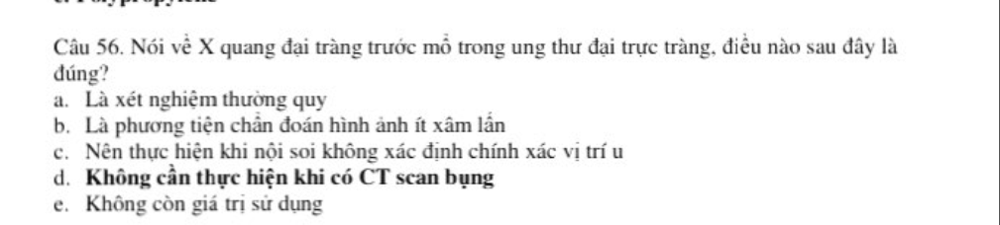 Câu 56. Nói về X quang đại tràng trước mổ trong ung thư đại trực tràng, điều nào sau đây là
đúng?
a. Là xét nghiệm thường quy
b. Là phương tiện chẩn đoán hình ảnh ít xâm lấn
c. Nên thực hiện khi nội soi không xác định chính xác vị trí u
d. Không cần thực hiện khi có CT scan bụng
e. Không còn giá trị sử dụng